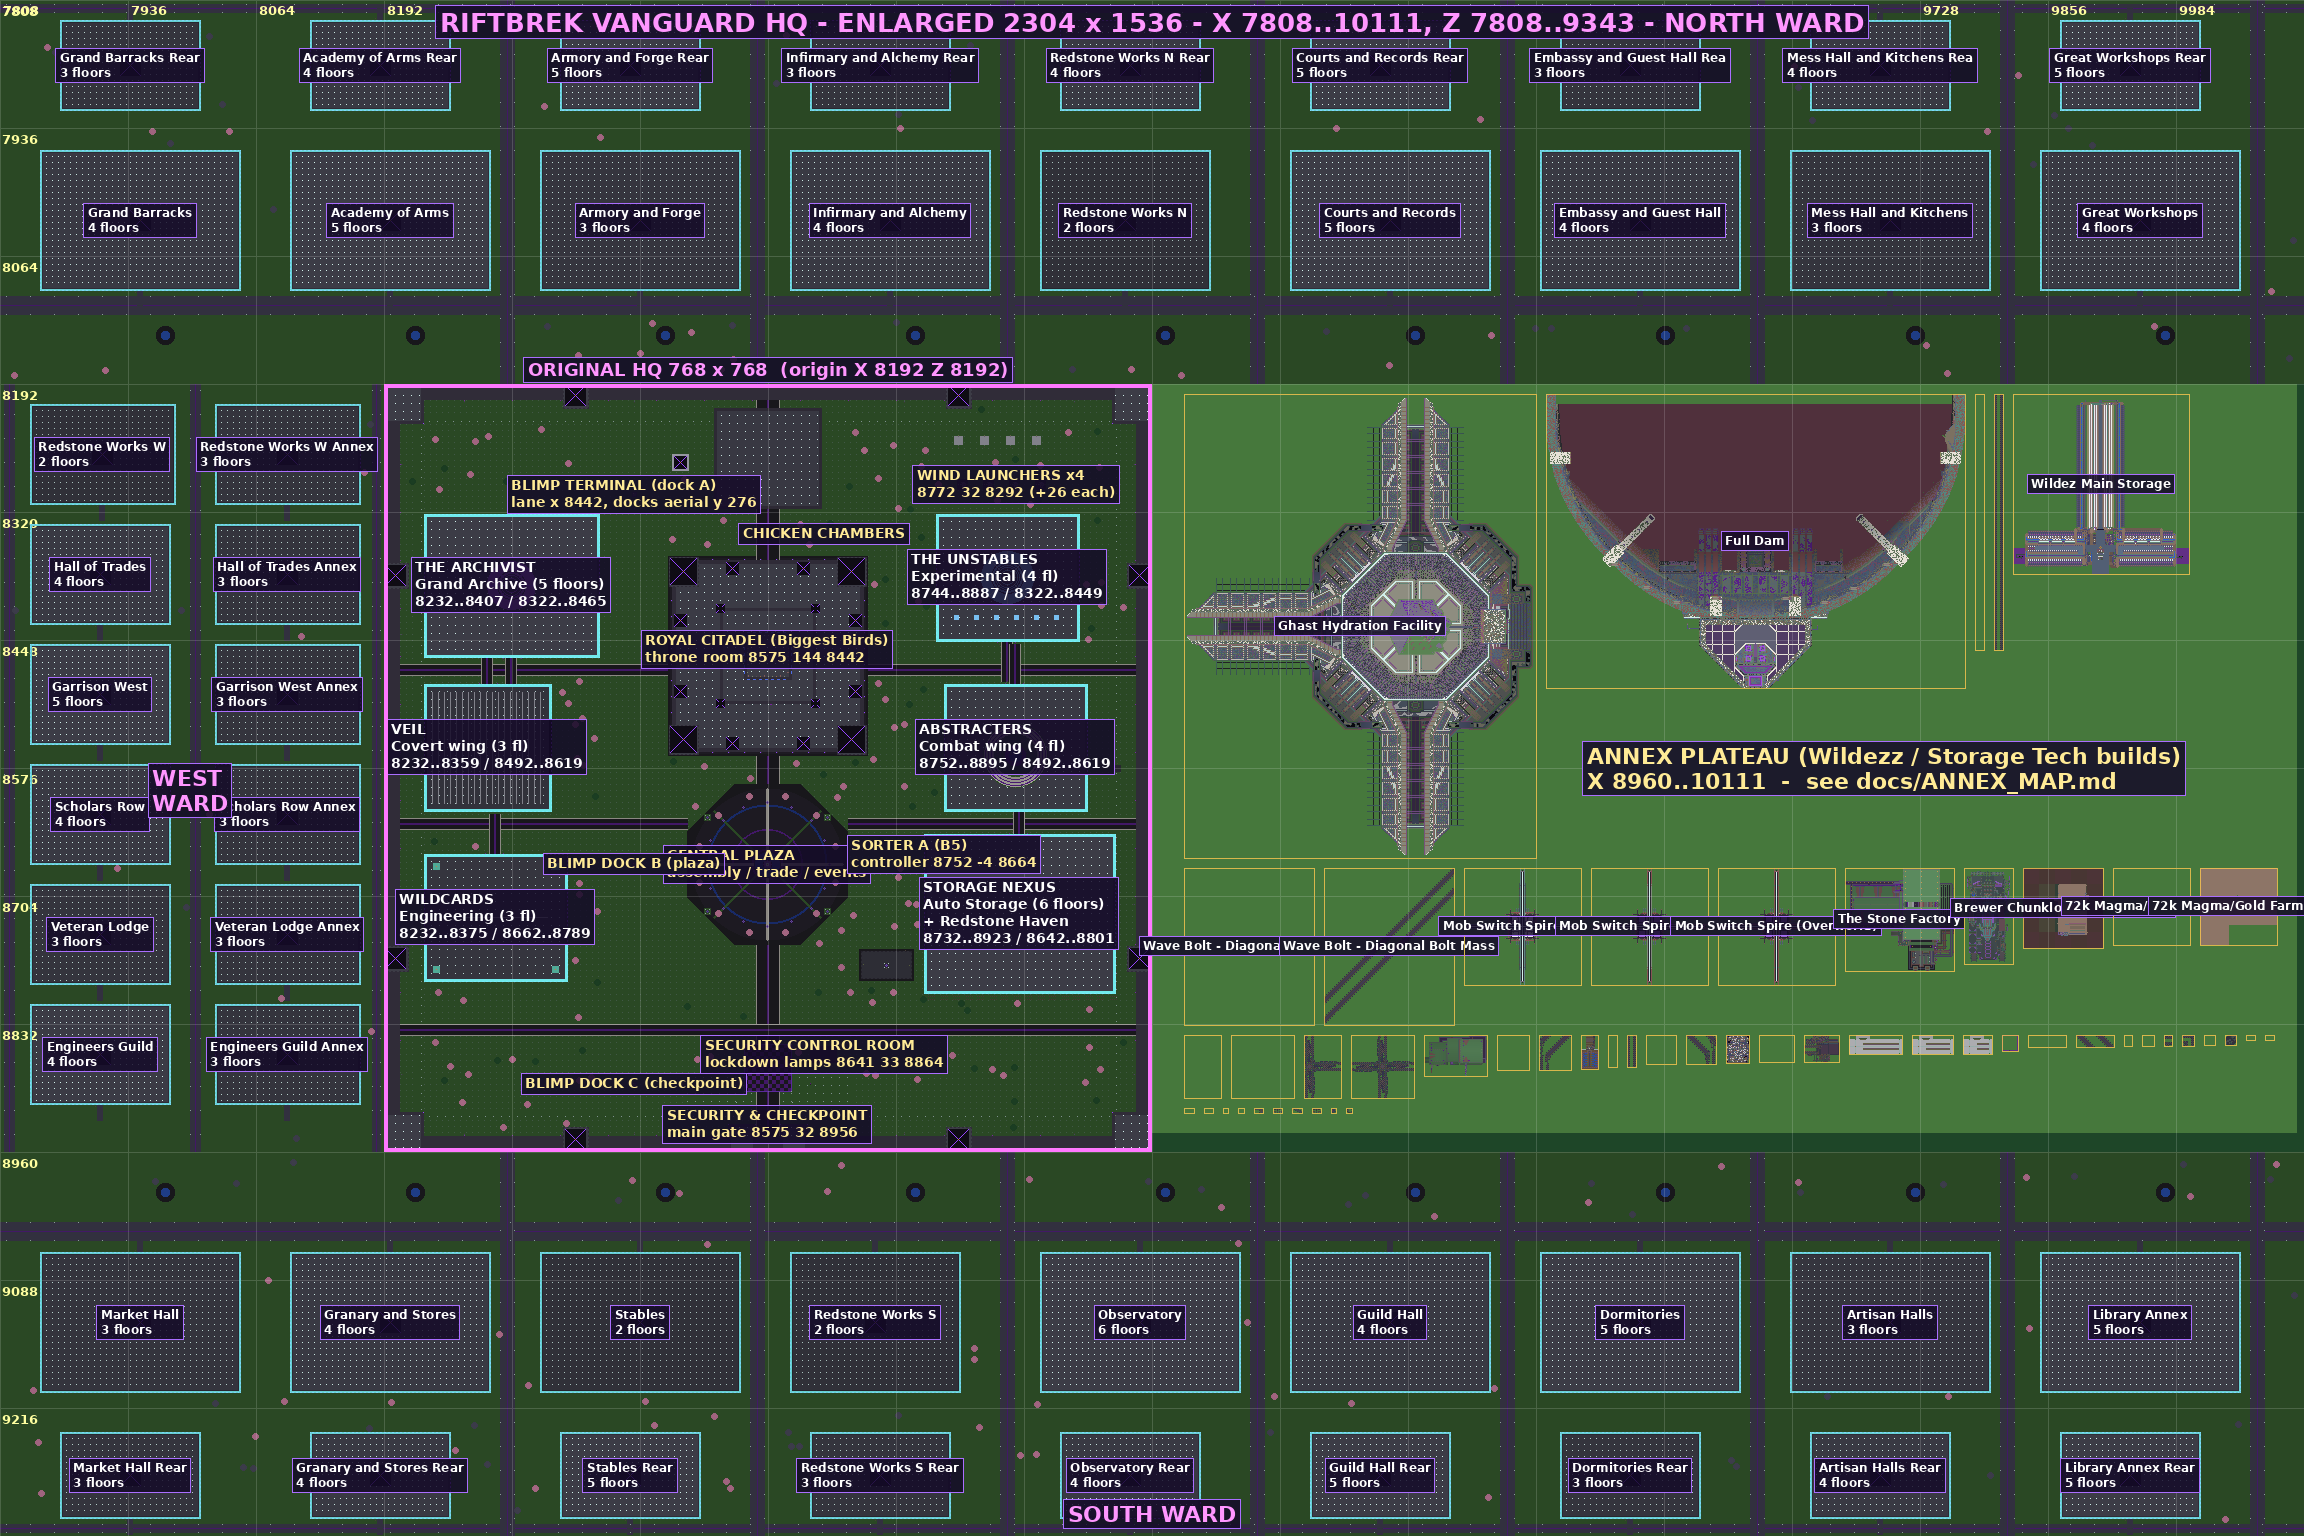 7808
7936
8064
8192
RIFTBREK VANGUARD HQ - ENLARGED 2304 x 1536 - X 7808..10111, Z 7808..9343 - NORTH WARD
9728
9856
9984
Grand Barracks Rear
3 floors
Academy of Arms Rear
4 floors
Armory and Forge Rear
5 floors
Infirmary and Alchemy Rear
3 floors
Redstone Works N Rear
4 floors
Courts and Records Rear
5 floors
Embassy and Guest Hall Rea
3 floors
Mess Hall and Kitchens Rea
4 floors
Great Workshops Rear
5 floors
7936
Grand Barracks
4 floors
Academy of Arms
5 floors
Armory and Forge
3 floors
Infirmary and Alchemy
4 floors
Redstone Works N
2 floors
Courts and Records
5 floors
Embassy and Guest Hall
4 floors
Mess Hall and Kitchens
3 floors
Great Workshops
4 floors
8064
ORIGINAL HQ 768 x 768 (origin X 8192 Z 8192)
8192
Redstone Works W
2 floors
Redstone Works W Annex
3 floors
BLIMP TERMINAL (dock A)
lane x 8442, docks aerial y 276
WIND LAUNCHERS x4
8772 32 8292 (+26 each)
Wildez Main Storage
8320
CHICKEN CHAMBERS
Full Dam
Hall of Trades
4 floors
Hall of Trades Annex
3 floors
THE ARCHIVIST
Grand Archive (5 floors)
8232..8407 / 8322..8465
THE UNSTABLES
Experimental (4 fl)
8744..8887 / 8322..8449
Ghast Hydration Facility
ROYAL CITADEL (Biggest Birds)
throne room 8575 144 8442
8448
Garrison West
5 floors
Garrison West Annex
3 floors
VEIL
Covert wing (3 fl)
8232..8359 / 8492..8619
ABSTRACTERS
Combat wing (4 fl)
8752..8895 / 8492..8619
ANNEX PLATEAU (Wildezz / Storage Tech builds)
X 8960..10111 - see docs/ANNEX_MAP.md
8576
WEST
WARD
Scholars Row
4 floors
holars Row Annex
3 floors
BLIMP DOCK B (plaza)
PLAZA
assembly / trade / events
SORTER A (B5)
controller 8752 -4 8664
8704
WILDCARDS
Engineering (3 fl)
8232..8375 / 8662..8789
STORAGE NEXUS
Auto Storage (6 floors)
+ Redstone Haven
8732..8923 / 8642..8801
Veteran Lodge
3 floors
Veteran Lodge Annex
3 floors
Wave Bolt - Diagona
Wave Bolt - Diagonal Bolt Mass
Mob Switch Spir
Mob Switch Spir
Mob Switch Spire (Over
The Stone Factory
Brewer Chunklo
72k Magma/
72k Magma/Gold Farm
8832
Engineers Guild
4 floors
Engineers Guild Annex
3 floors
SECURITY CONTROL ROOM
lockdown lamps 8641 33 8864
BLIMP DOCK C (checkpoint)
SECURITY & CHECKPOINT
main gate 8575 32 8956
8960
9088
Market Hall
3 floors
Granary and Stores
4 floors
Stables
2 floors
Redstone Works S
2 floors
Observatory
6 floors
Guild Hall
4 floors
Dormitories
5 floors
Artisan Halls
3 floors
Library Annex
5 floors
9216
Market Hall Rear
3 floors
Granary and Stores Rear
4 floors
Stables Rear
5 floors
Redstone Works S Rear
3 floors
Observatory Rear
4 floors
Guild Hall Rear
5 floors
Dormitories Rear
3 floors
Artisan Halls Rear
4 floors
Library Annex Rear
5 floors
SOUTH WARD